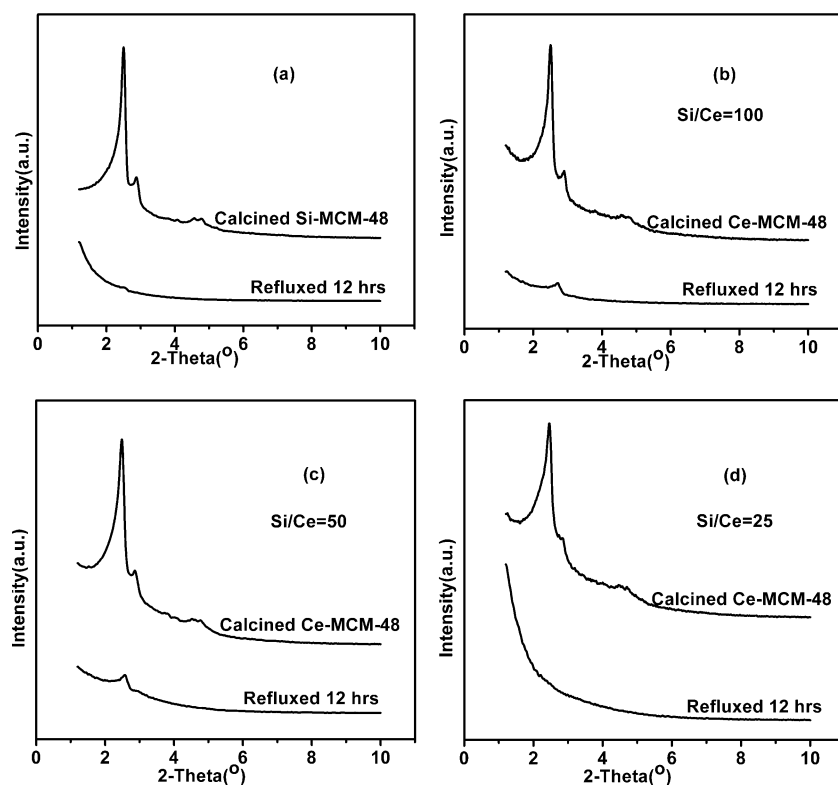 (a)
Intensity(a.u.)
Calcined Si-MCM-48
Refluxed 12 hrs
0 2 4 6 8 10
2-Theta(O)
(b)
Si/Ce=100
Intensity(a.u.)
Calcined Ce-MCM-48
Refluxed 12 hrs
0 2 4 6 8 10
2-Theta(O)
(c)
Si/Ce=50
Intensity(a.u.)
Calcined Ce-MCM-48
Refluxed 12 hrs
0 2 4 6 8 10
2-Theta(O)
(d)
Si/Ce=25
Intensity(a.u.)
Calcined Ce-MCM-48
Refluxed 12 hrs
0 2 4 6 8 10
2-Theta(O)